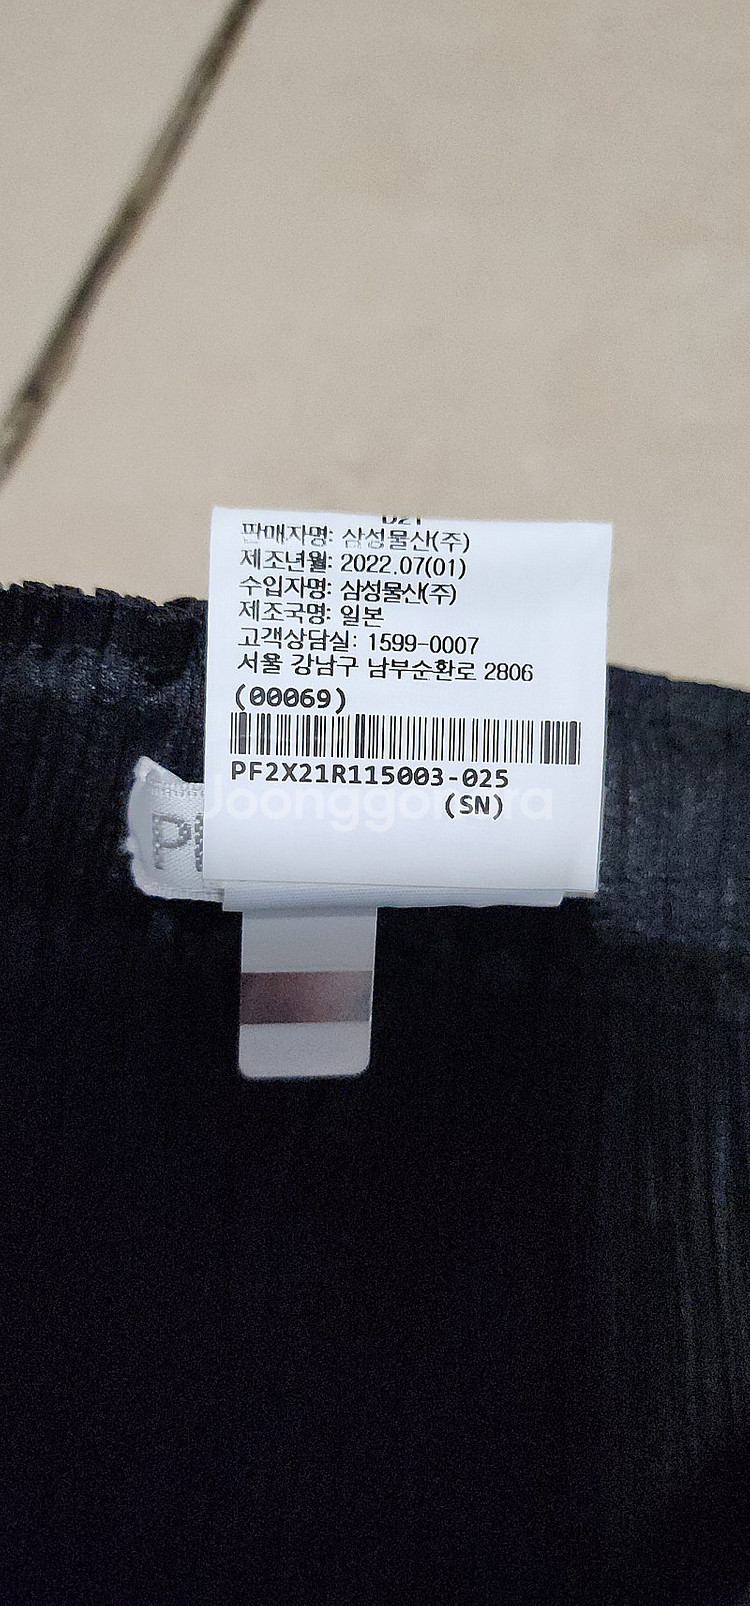 판매자명: 삼성물산(주)
제조년월: 2022.07(01)
수입자명: 삼성물산(주)
제조국명: 일본
고객상담실: 1599-0007
서울 강남구 남부순환로 2806
(00069)
PF2X21R115003-025
(SN)